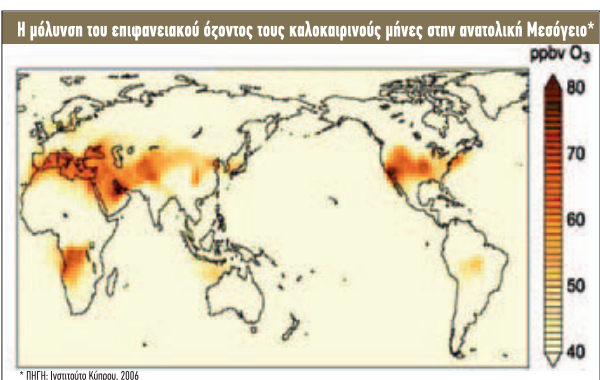 Η μόλυνση του επιφανειακού όζοντος τους καλοκαιρινούς μήνες στην ανατολική Μεσόγειο*
ppbv O₃
80
70
60
50
40
* ΠΗΓΗ: Ινστιτούτο Κύπρου, 2006